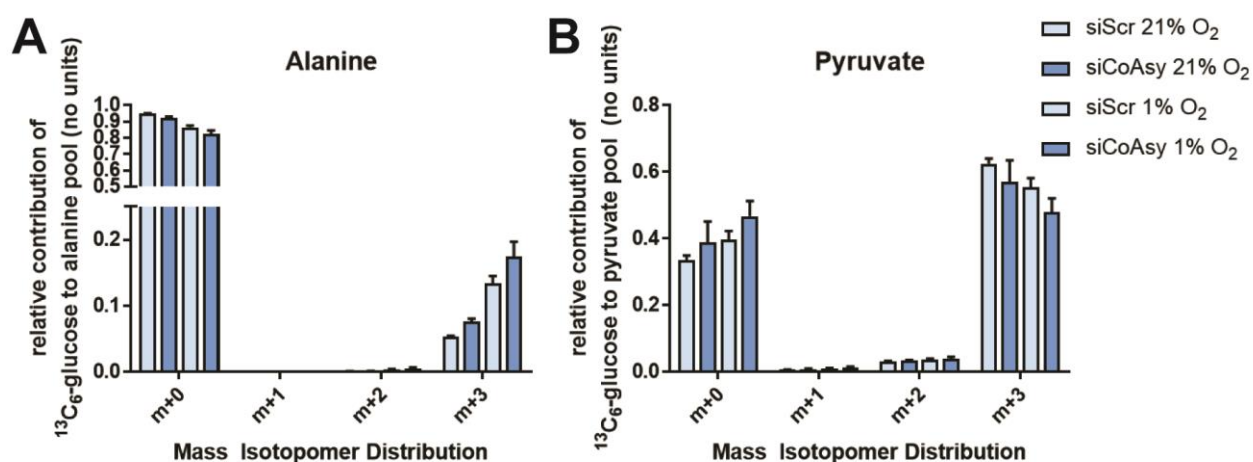 A
Alanine
relative contribution of
¹³C₆-glucose to alanine pool (no units)
1.0
0.9
0.8
0.7
0.6
0.5
0.2
0.1
0.0
m+0
m+1
m+2
m+3
Mass Isotopomer Distribution
B
Pyruvate
relative contribution of
¹³C₆-glucose to pyruvate pool (no units)
0.8
0.6
0.4
0.2
0.0
m+0
m+1
m+2
m+3
Mass Isotopomer Distribution
siScr 21% O₂
siCoAsy 21% O₂
siScr 1% O₂
siCoAsy 1% O₂